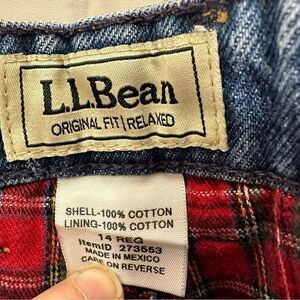 L.L.Bean
ORIGINAL FIT | RELAXED
SHELL-100% COTTON
LINING-100% COTTON
14 REG
ItemID 273553
MADE IN MEXICO
CARE ON REVERSE